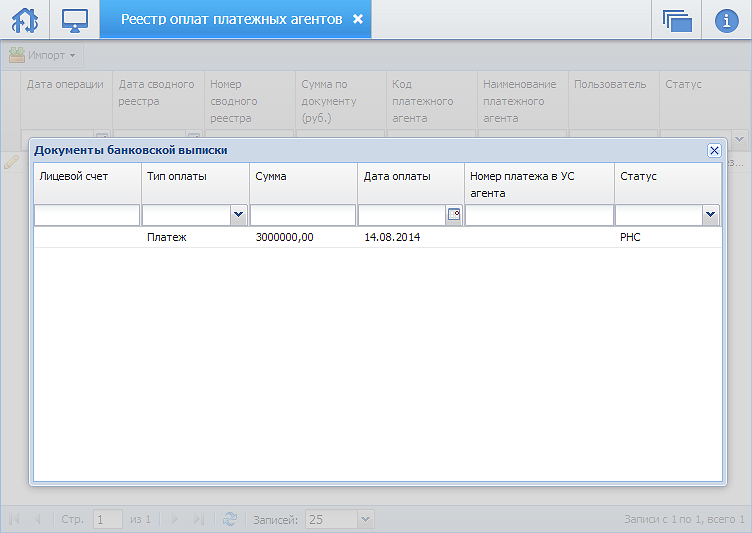 Реестр оплат платежных агентов
Импорт
Дата операции
Дата сводного
реестра
Номер
сводного
реестра
Сумма по
документу
(руб.)
Код
платежного
агента
Наименование
платежного
агента
Пользователь
Статус
Документы банковской выписки
Лицевой счет
Тип оплаты
Сумма
Дата оплаты
Номер платежа в УС
агента
Статус
Платеж
3000000,00
14.08.2014
РНС
Стр. 1 из 1
Записей: 25
Записи с 1 по 1, всего 1